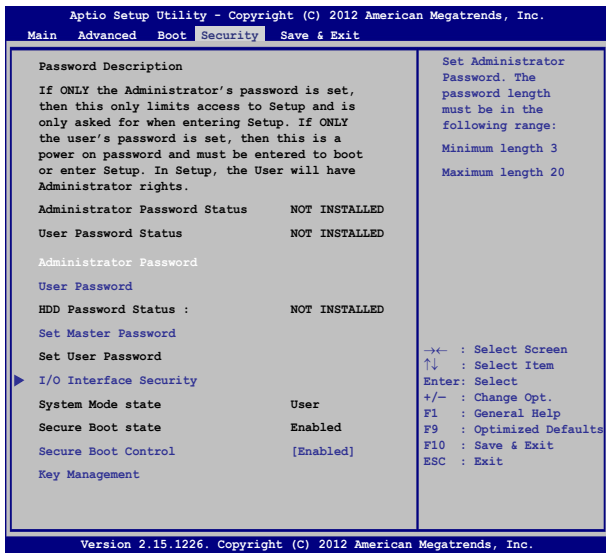 Aptio Setup Utility - Copyright (C) 2012 American Megatrends, Inc.
Main Advanced Boot Security Save & Exit
Password Description
If ONLY the Administrator's password is set,
then this only limits access to Setup and is
only asked for when entering Setup. If ONLY
the user's password is set, then this is a
power on password and must be entered to boot
or enter Setup. In Setup, the User will have
Administrator rights.
Administrator Password Status NOT INSTALLED
User Password Status NOT INSTALLED
Administrator Password
User Password
HDD Password Status : NOT INSTALLED
Set Master Password
Set User Password
I/O Interface Security
System Mode state User
Secure Boot state Enabled
Secure Boot Control [Enabled]
Key Management
Set Administrator
Password. The
password length
must be in the
following range:
Minimum length 3
Maximum length 20
→← : Select Screen
↑↓ : Select Item
Enter: Select
+/— : Change Opt.
F1 : General Help
F9 : Optimized Defaults
F10 : Save & Exit
ESC : Exit
Version 2.15.1226. Copyright (C) 2012 American Megatrends, Inc.